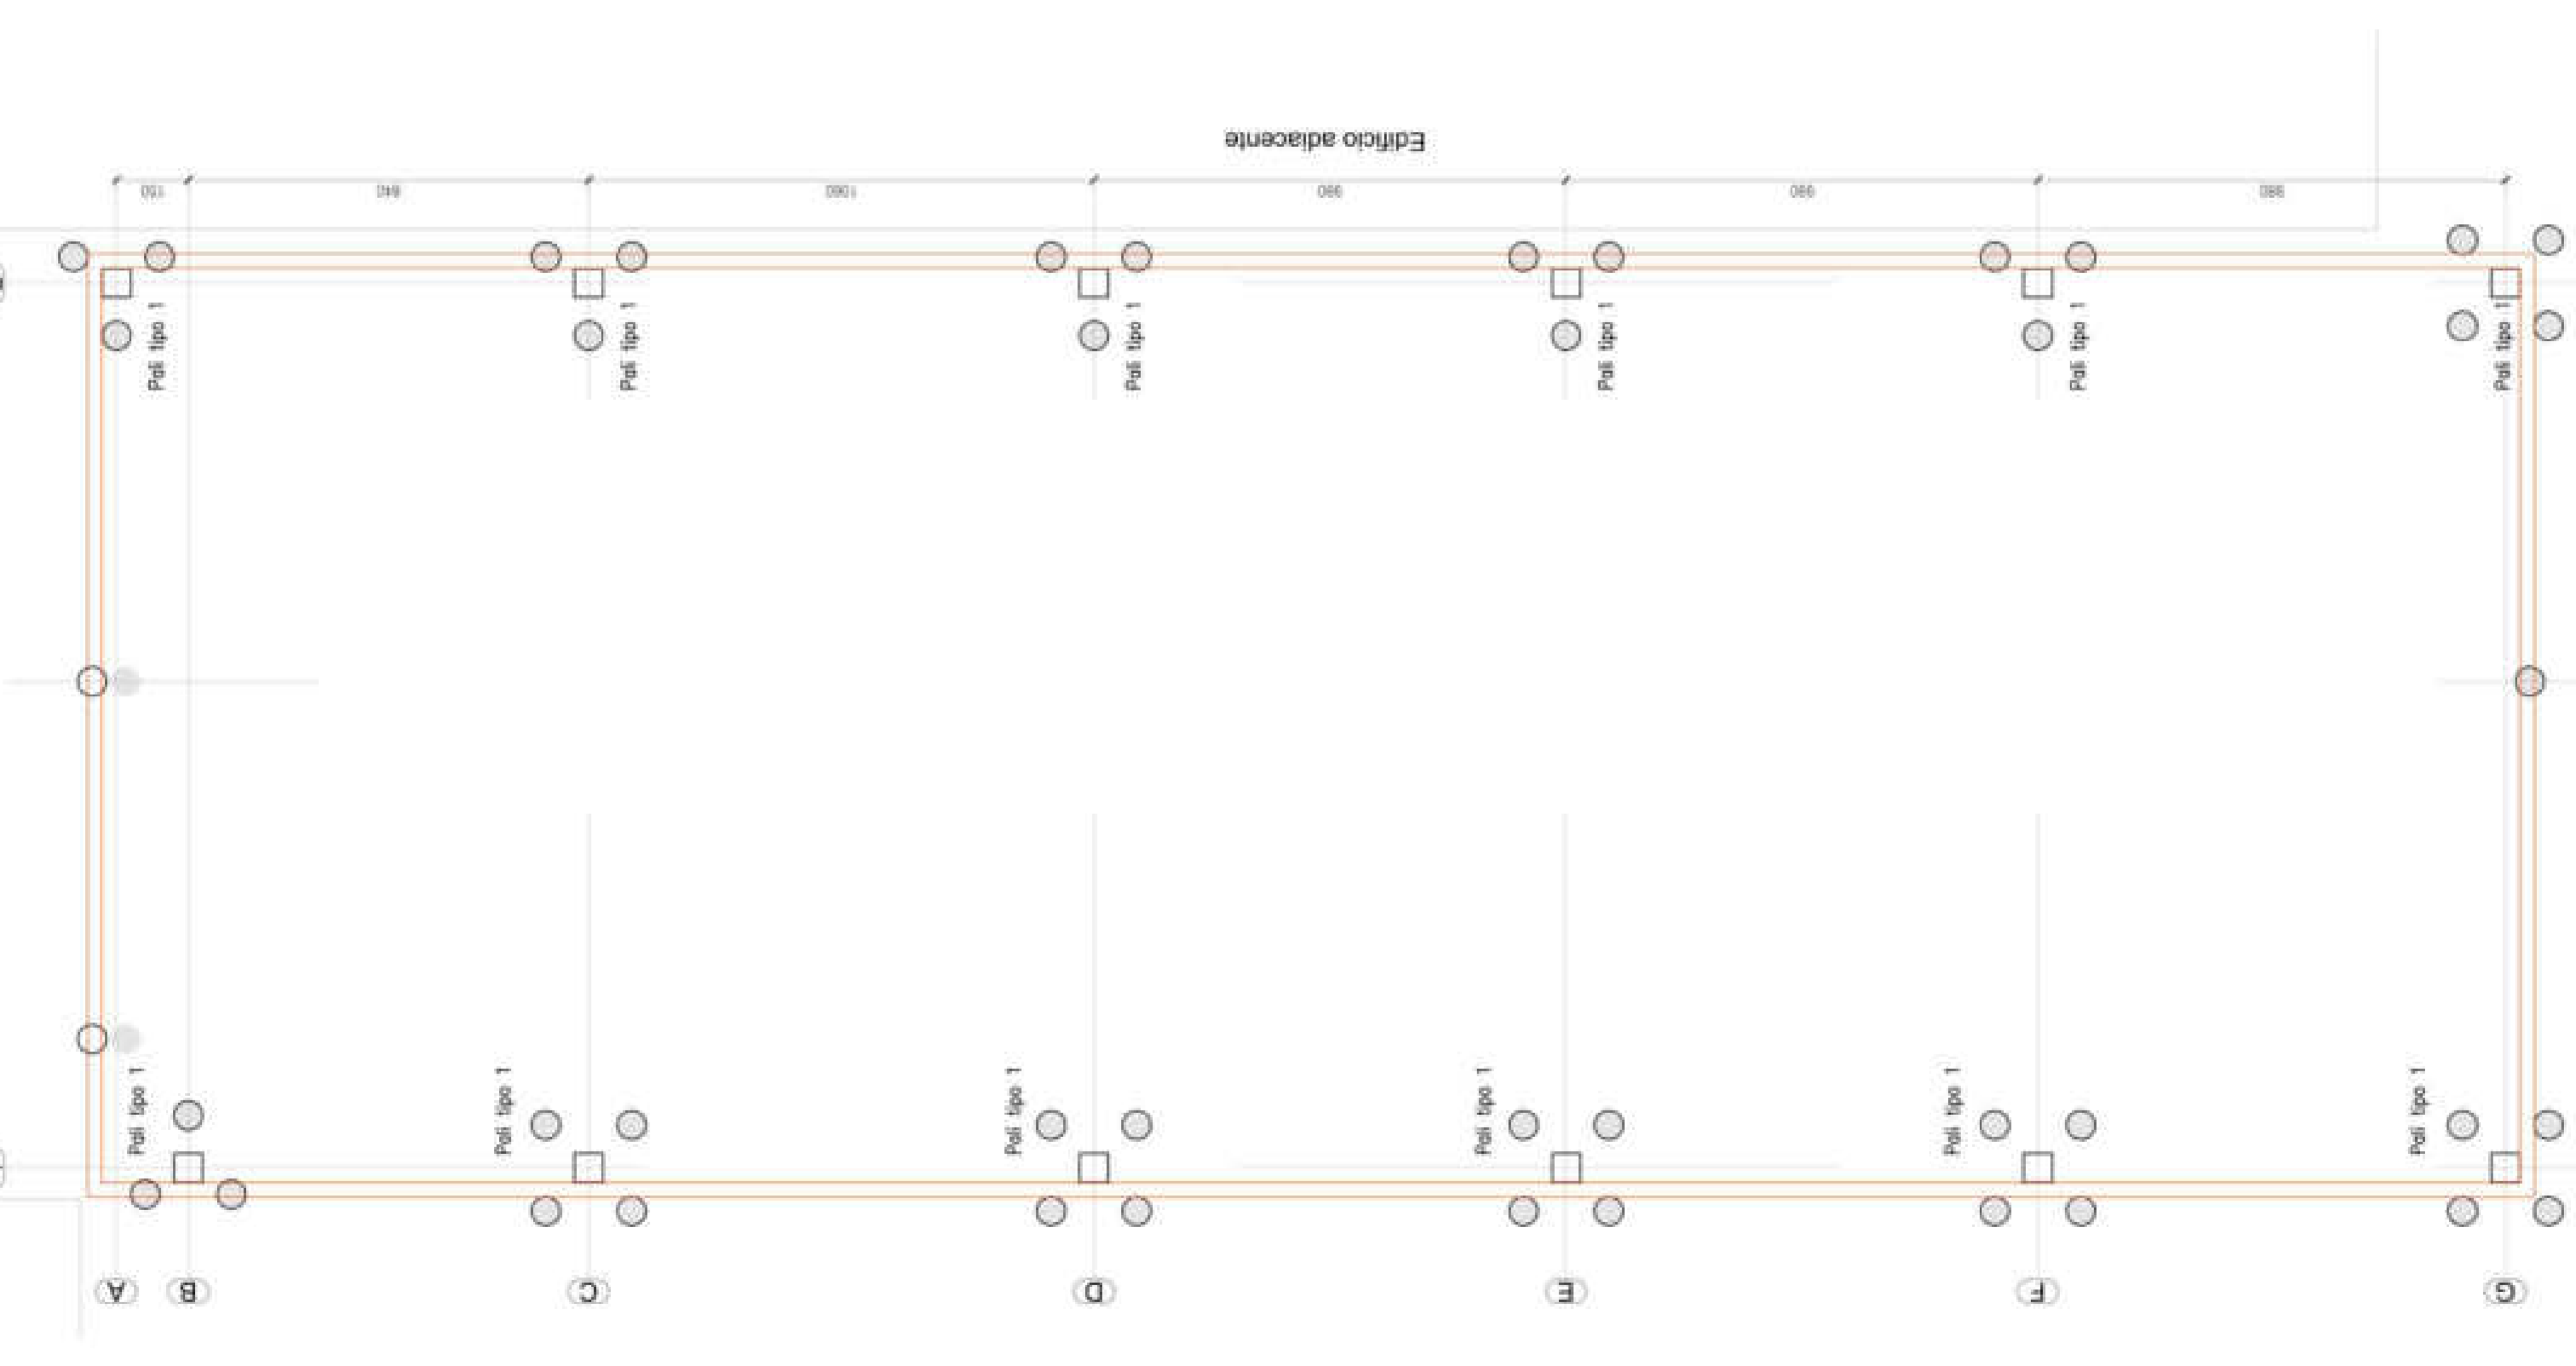 Edificio adiacente
150
840
1060
990
990
980
Pali tipo 1
Pali tipo 1
Pali tipo 1
Pali tipo 1
Pali tipo 1
Pali tipo 1
Pali tipo 1
Pali tipo 1
Pali tipo 1
Pali tipo 1
Pali tipo 1
Pali tipo 1
A
B
C
D
E
F
G